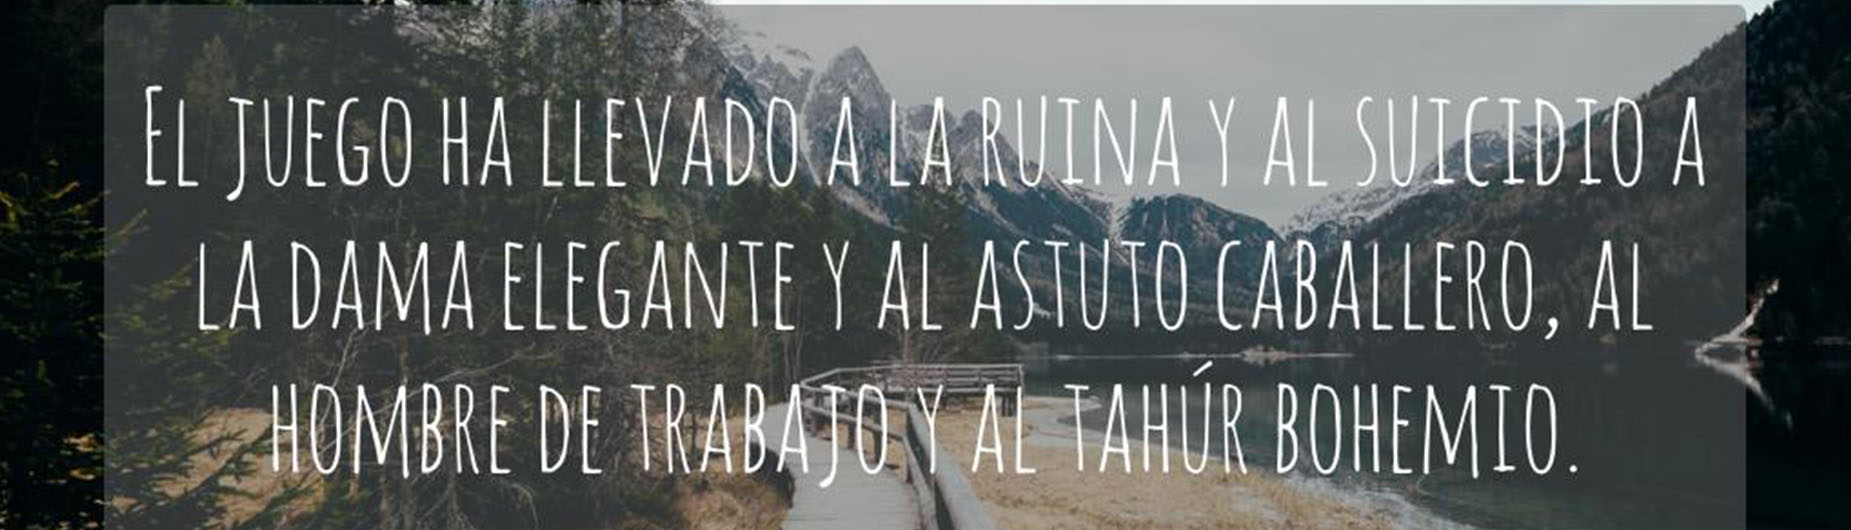 El juego ha llevado a la ruina y al suicidio a
la dama elegante y al astuto caballero, al
hombre de trabajo y al tahúr bohemio.